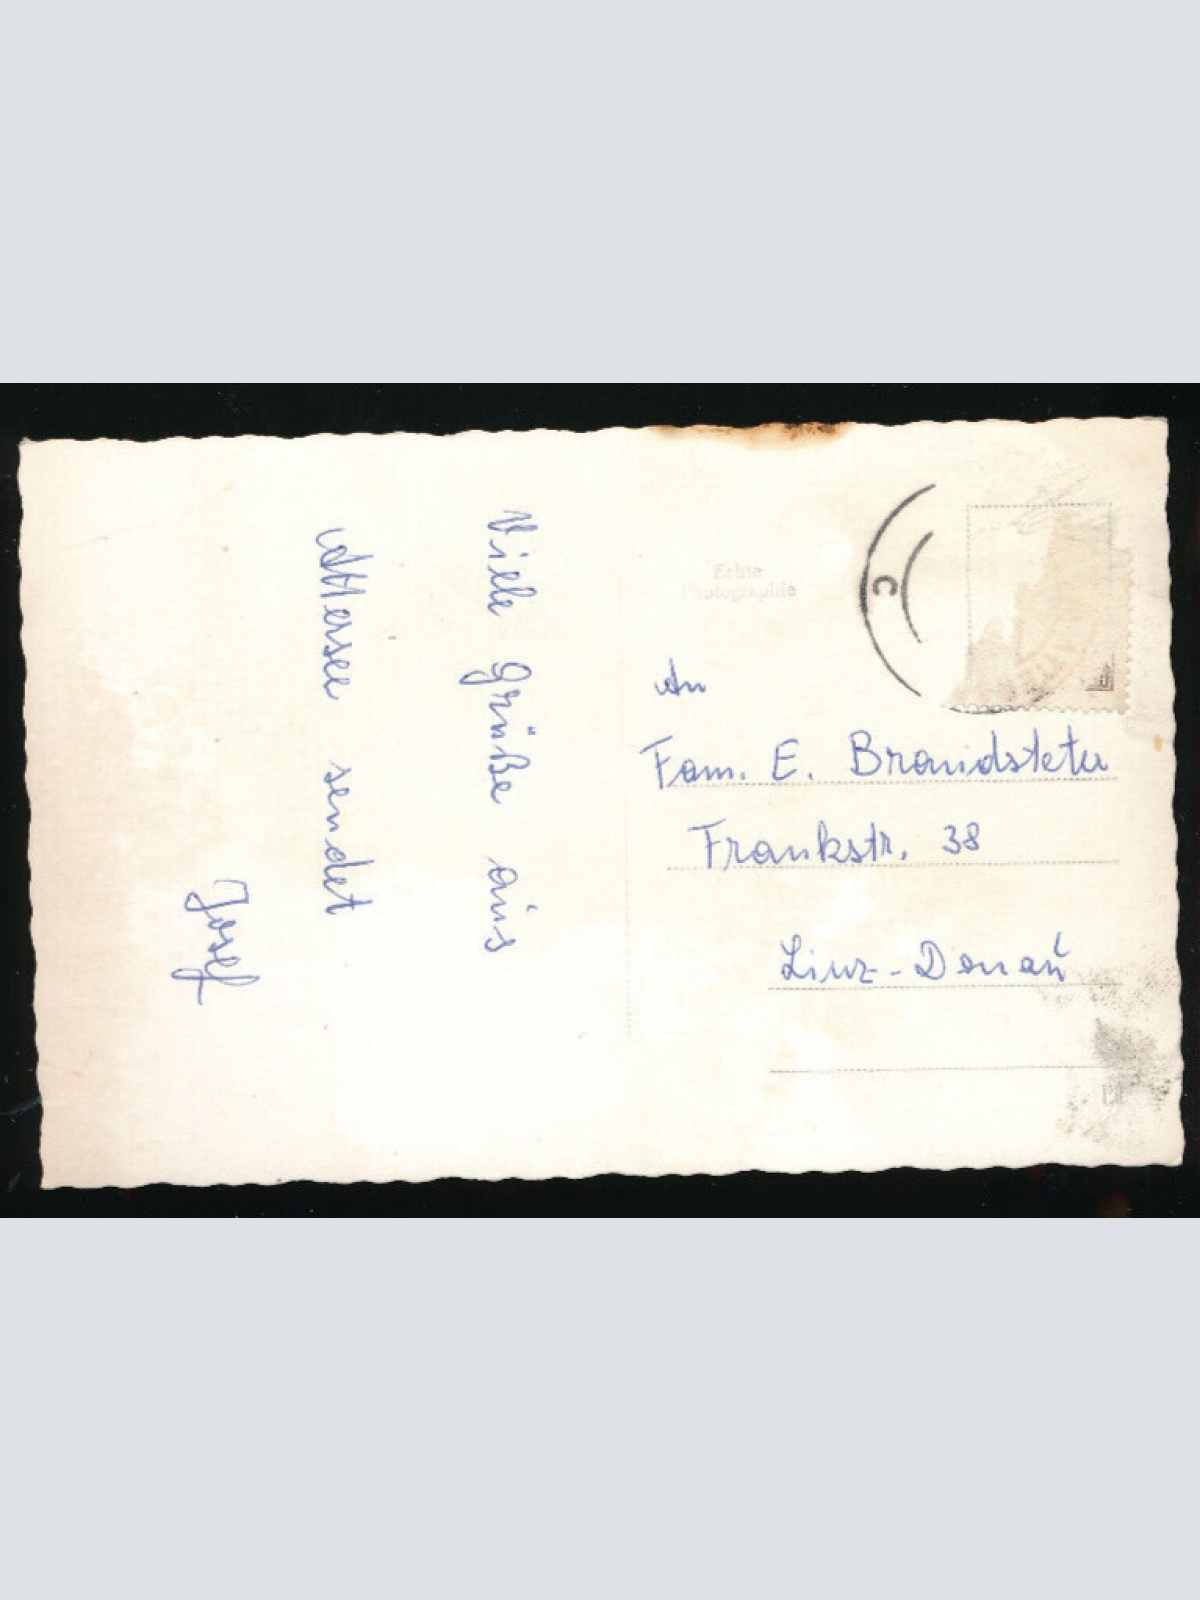 Viele Grüße aus
Attersee sendet
Josef
Echte
Photographie
C
An
Fam. E. Brandstetter
Frankstr. 38
Linz-Donau